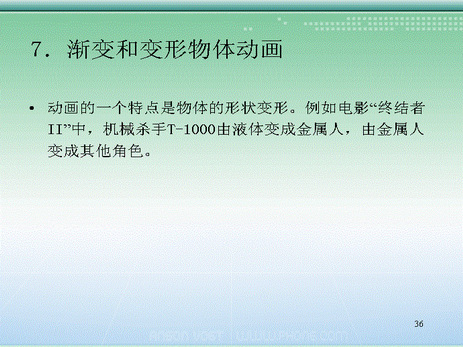 7．渐变和变形物体动画
• 动画的一个特点是物体的形状变形。例如电影“终结者
II”中，机械杀手T-1000由液体变成金属人，由金属人
变成其他角色。
36